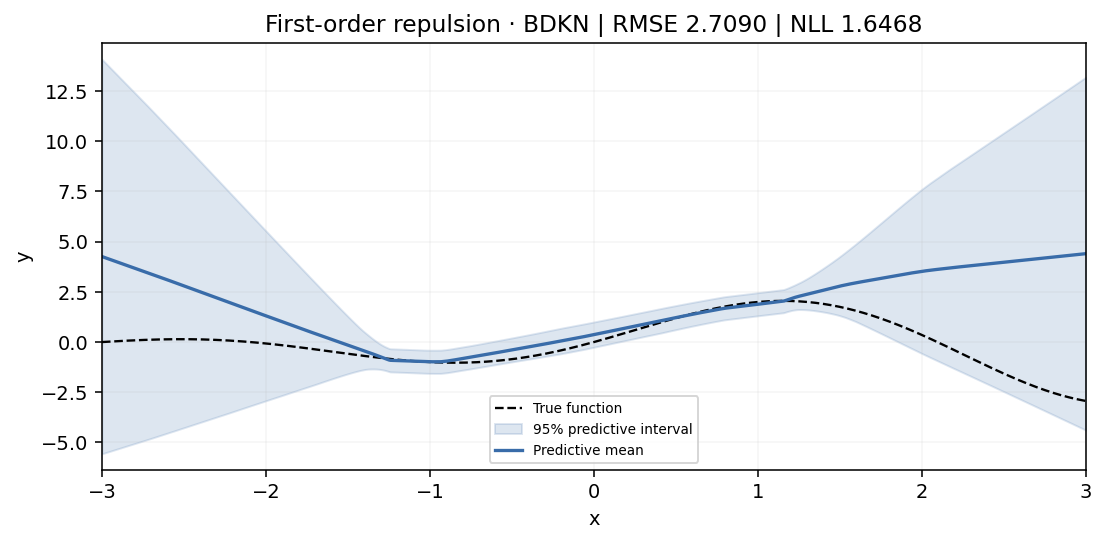 First-order repulsion · BDKN | RMSE 2.7090 | NLL 1.6468
12.5
10.0
7.5
5.0
2.5
0.0
−2.5
−5.0
y
True function
95% predictive interval
Predictive mean
−3 −2 −1 0 1 2 3
x